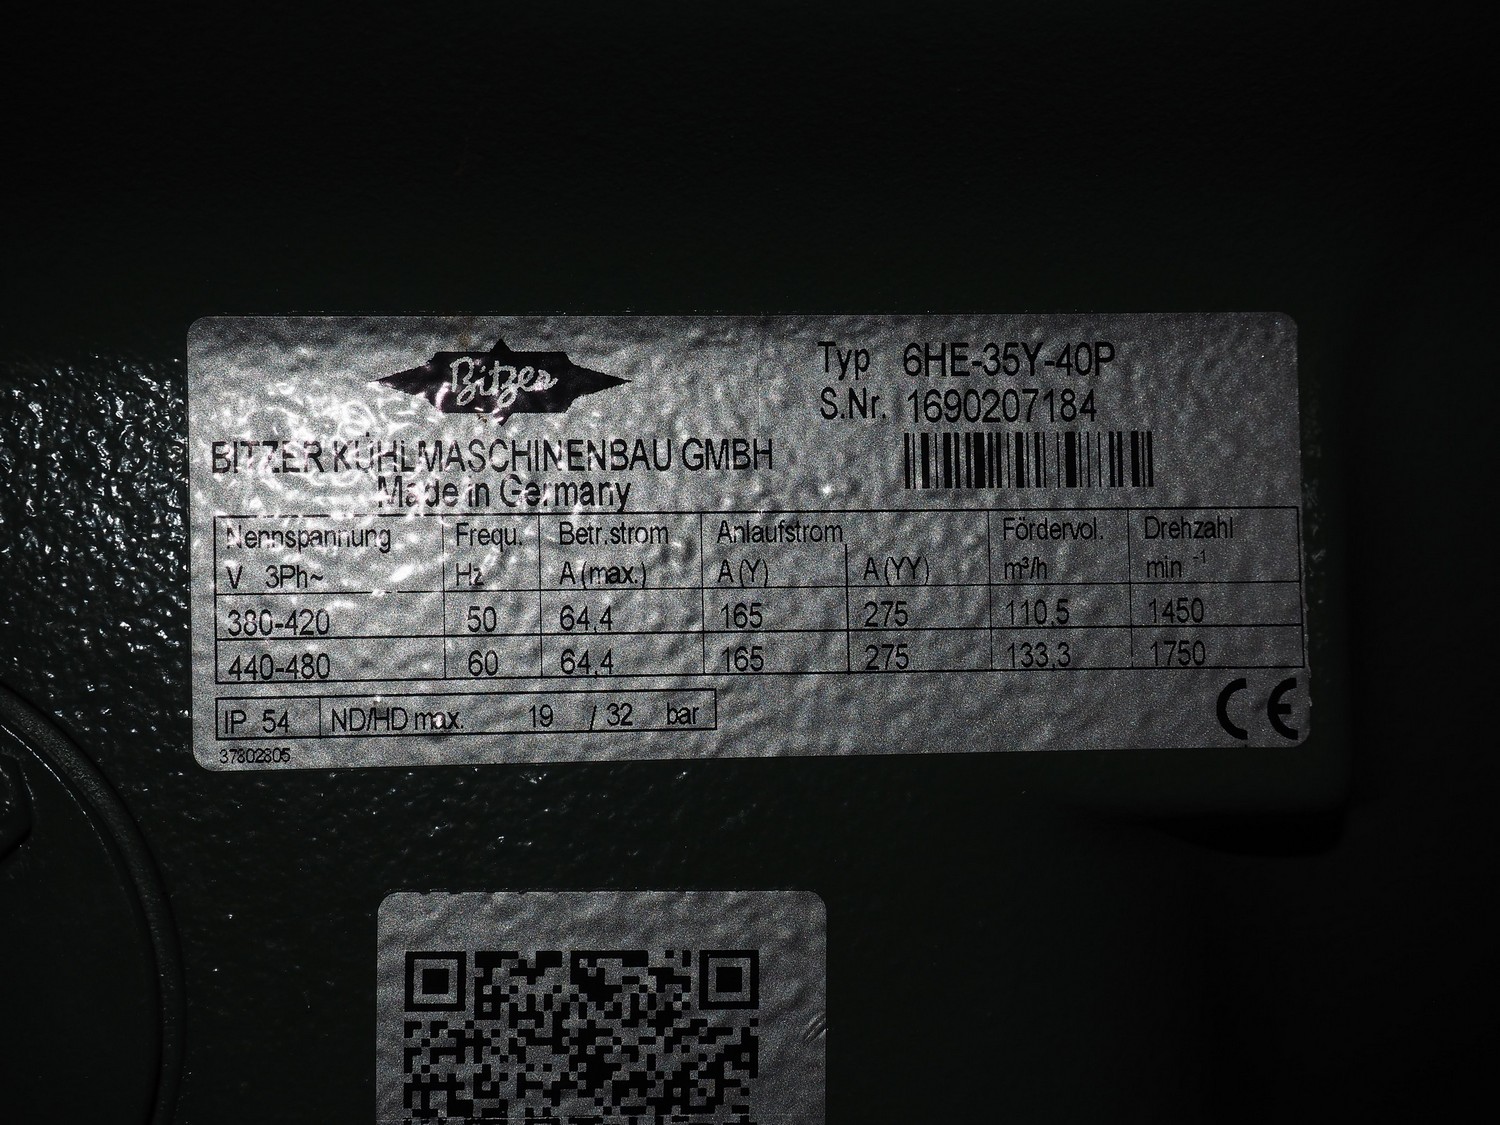 Bitzer
BITZER KÜHLMASCHINENBAU GMBH
Made in Germany
Typ 6HE-35Y-40P
S.Nr. 1690207184
Nennspannung Frequ. Betr.strom Anlaufstrom Fördervol. Drehzahl
V 3Ph~ Hz A (max.) A (Y) A (YY) m³/h min -1
380-420 50 64,4 165 275 110,5 1450
440-480 60 64,4 165 275 133,3 1750
IP 54 ND/HD max. 19 / 32 bar
37802805
CE